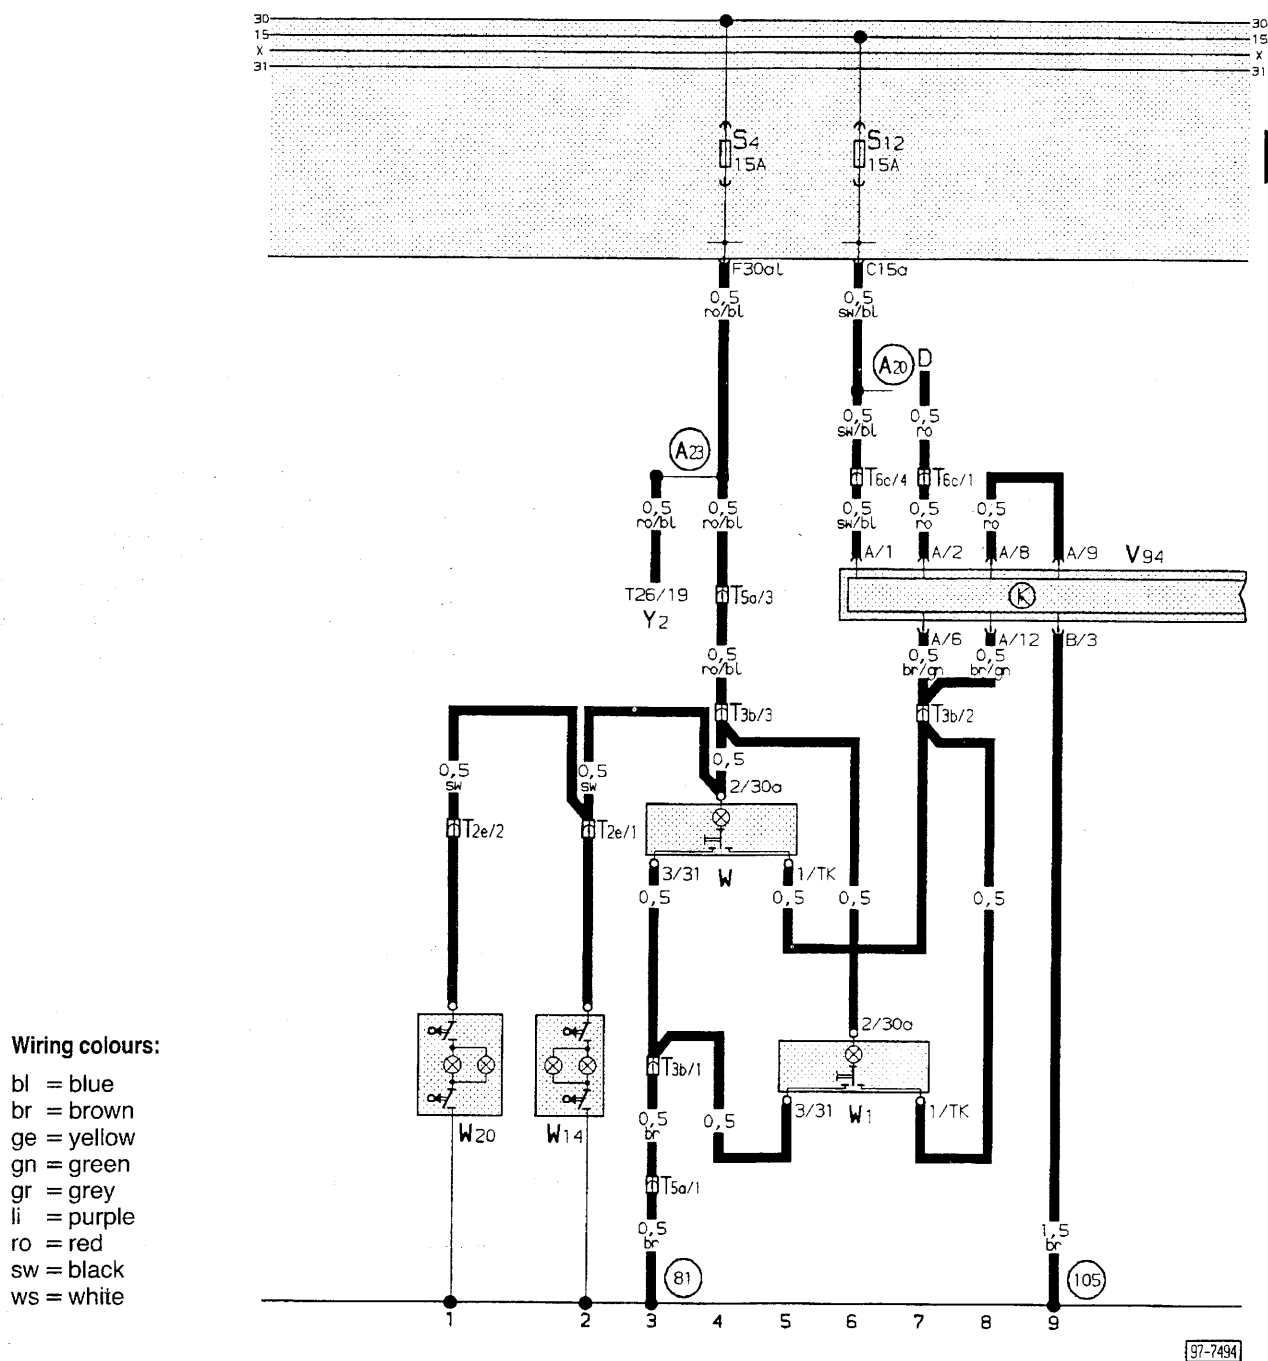 30 30
15 15
X X
31 31
S4 S12
15A 15A
F30al C15a
0,5 0,5
ro/bl sw/bl
A20 D
0,5 0,5
sw/bl ro
A23
T6c/4 T6c/1
0,5 0,5 0,5 0,5 0,5
ro/bl ro/bl sw/bl ro ro
A/1 A/2 A/8 A/9 V94
T26/19 T5a/3 K
Y2
A/6 A/12 B/3
0,5 0,5 0,5
ro/bl br/gn br/gn
T3b/3 T3b/2
0,5 0,5 0,5
sw sw
2/30a
T2e/2 T2e/1
3/31 W 1/TK
0,5 0,5 0,5 0,5
2/30a
T3b/1
3/31 W1 1/TK
0,5 0,5
br
W20 W14
T5a/1
0,5 1,5
br br
81 105
1 2 3 4 5 6 7 8 9
97-7494
Wiring colours:
bl = blue
br = brown
ge = yellow
gn = green
gr = grey
li = purple
ro = red
sw = black
ws = white